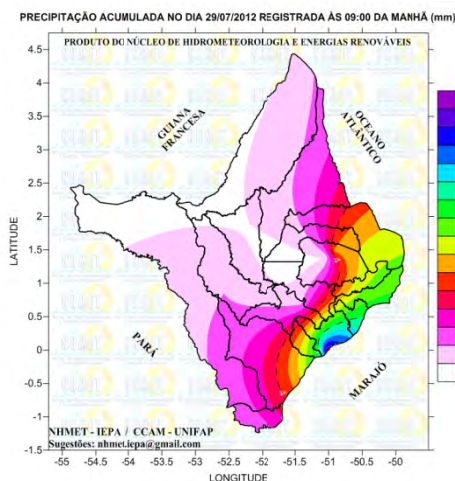 PRECIPITAÇÃO ACUMULADA NO DIA 29/07/2012 REGISTRADA ÀS 09:00 DA MANHÃ (mm)
PRODUTO DO NÚCLEO DE HIDROMETEOROLOGIA E ENERGIAS RENOVÁVEIS
GUIANA
FRANCESA
OCEANO
ATLÂNTICO
LATITUDE
4.5
4
3.5
3
2.5
2
1.5
1
0.5
0
-0.5
-1
-1.5
PARÁ
MARAJÓ
NHMET - IEPA / CCAM - UNIFAP
Sugestões: nhmet.iepa@gmail.com
-55 -54.5 -54 -53.5 -53 -52.5 -52 -51.5 -51 -50.5 -50
LONGITUDE